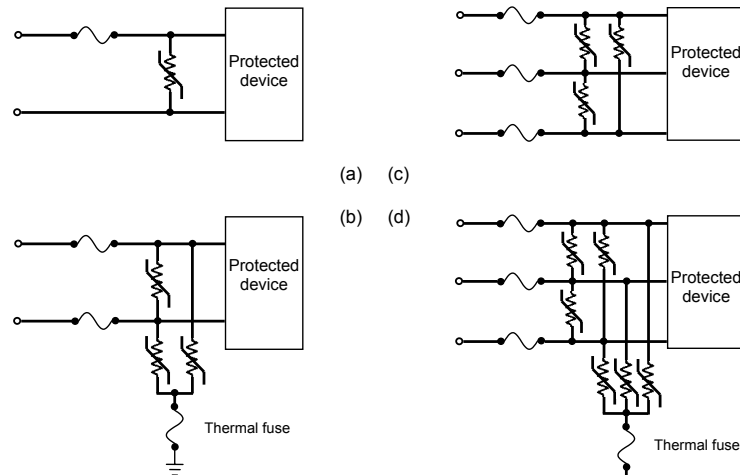 Protected
device
Protected
device
(a) (c)
(b) (d)
Protected
device
Protected
device
Thermal fuse
Thermal fuse